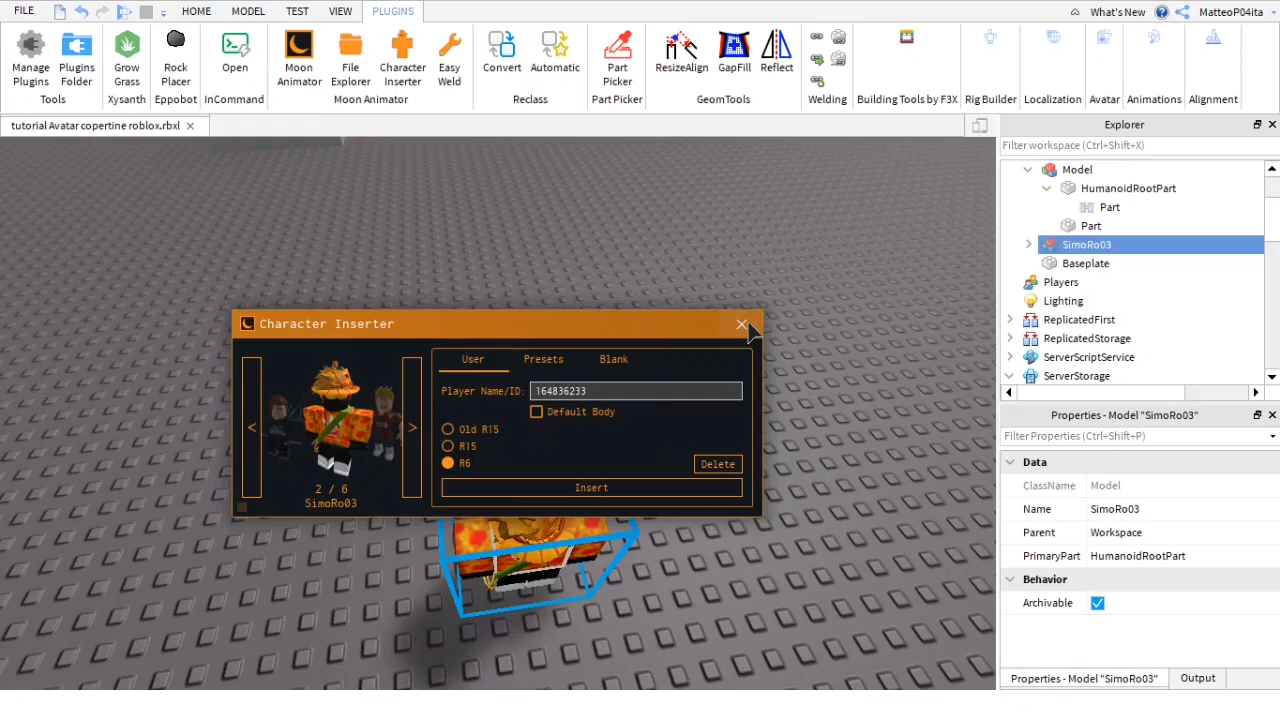 FILE HOME MODEL TEST VIEW PLUGINS What's New MatteoP04ita
Manage Plugins Plugins Folder Grow Grass Rock Placer Open Moon Animator File Explorer Character Inserter Easy Weld Convert Automatic Part Picker ResizeAlign GapFill Reflect
Tools Xysanth Eppobot InCommand Moon Animator Reclass Part Picker GeomTools Welding Building Tools by F3X Rig Builder Localization Avatar Animations Alignment
tutorial Avatar copertine roblox.rbxl
Explorer
Filter workspace (Ctrl+Shift+X)
Model
HumanoidRootPart
Part
Part
SimoRo03
Baseplate
Players
Lighting
ReplicatedFirst
ReplicatedStorage
ServerScriptService
ServerStorage
Character Inserter
User Presets Blank
Player Name/ID: 164836233
Default Body
Old R15
R15
R6
Delete
Insert
< >
2 / 6
SimoRo03
Properties - Model "SimoRo03"
Filter Properties (Ctrl+Shift+P)
Data
ClassName Model
Name SimoRo03
Parent Workspace
PrimaryPart HumanoidRootPart
Behavior
Archivable
Properties - Model "SimoRo03" Output